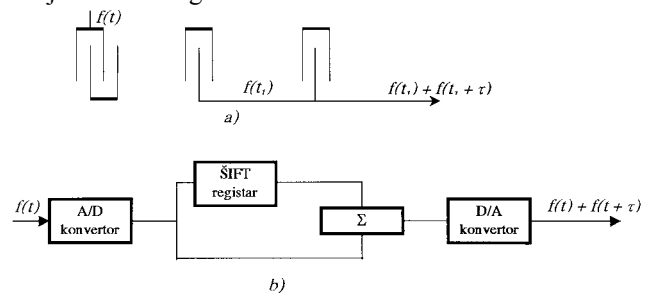 f(t)
f(t₁)
f(t₁) + f(t₁ + τ)
a)
ŠIFT
registar
f(t)
A/D
konvertor
Σ
D/A
konvertor
f(t) + f(t + τ)
b)